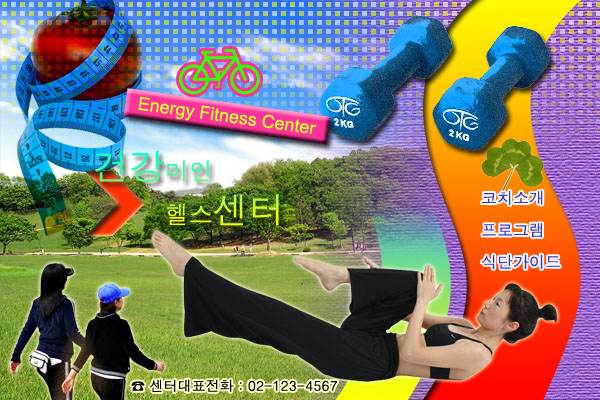 Energy Fitness Center
건강미인
헬스센터
2 KG
2 KG
코치소개
프로그램
식단가이드
☎ 센터대표전화 : 02-123-4567